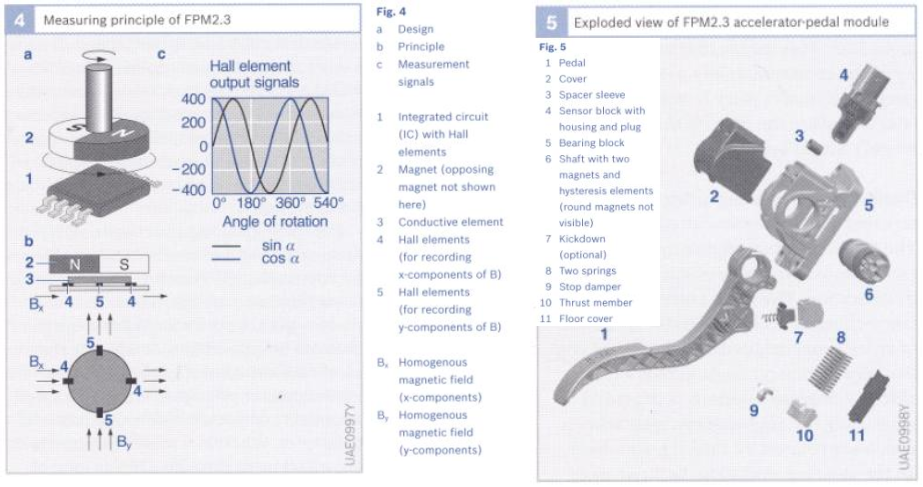 4 Measuring principle of FPM2.3
a
c
Hall element
output signals
400
200
0
−200
−400
0° 180° 360° 540°
Angle of rotation
sin α
cos α
S N
2
1
b
2 N S
3
Bx 4 5 4
5
Bx 4
4
5
By
UAE0997Y
Fig. 4
a Design
b Principle
c Measurement
signals
1 Integrated circuit
(IC) with Hall
elements
2 Magnet (opposing
magnet not shown
here)
3 Conductive element
4 Hall elements
(for recording
x-components of B)
5 Hall elements
(for recording
y-components of B)
Bx Homogenous
magnetic field
(x-components)
By Homogenous
magnetic field
(y-components)
5 Exploded view of FPM2.3 accelerator-pedal module
Fig. 5
1 Pedal
2 Cover
3 Spacer sleeve
4 Sensor block with
housing and plug
5 Bearing block
6 Shaft with two
magnets and
hysteresis elements
(round magnets not
visible)
7 Kickdown
(optional)
8 Two springs
9 Stop damper
10 Thrust member
11 Floor cover
4
3
2
5
6
1
7
8
9
10
11
UAE0998Y